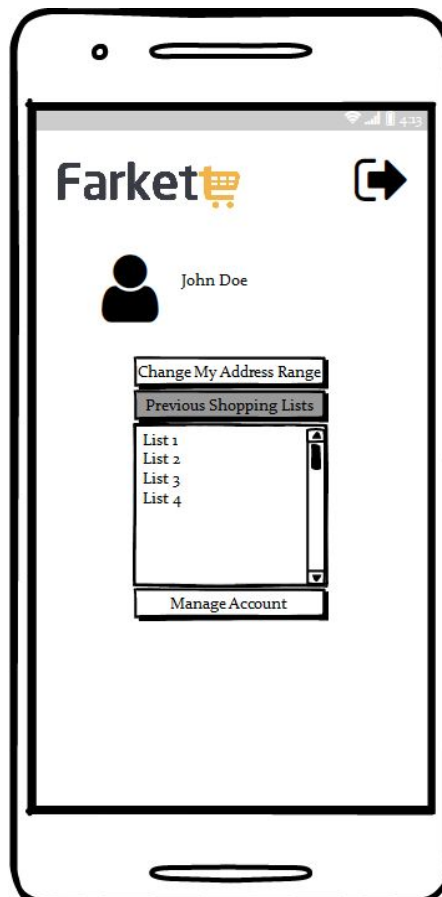 4:13
Farket
John Doe
Change My Address Range
Previous Shopping Lists
List 1
List 2
List 3
List 4
Manage Account